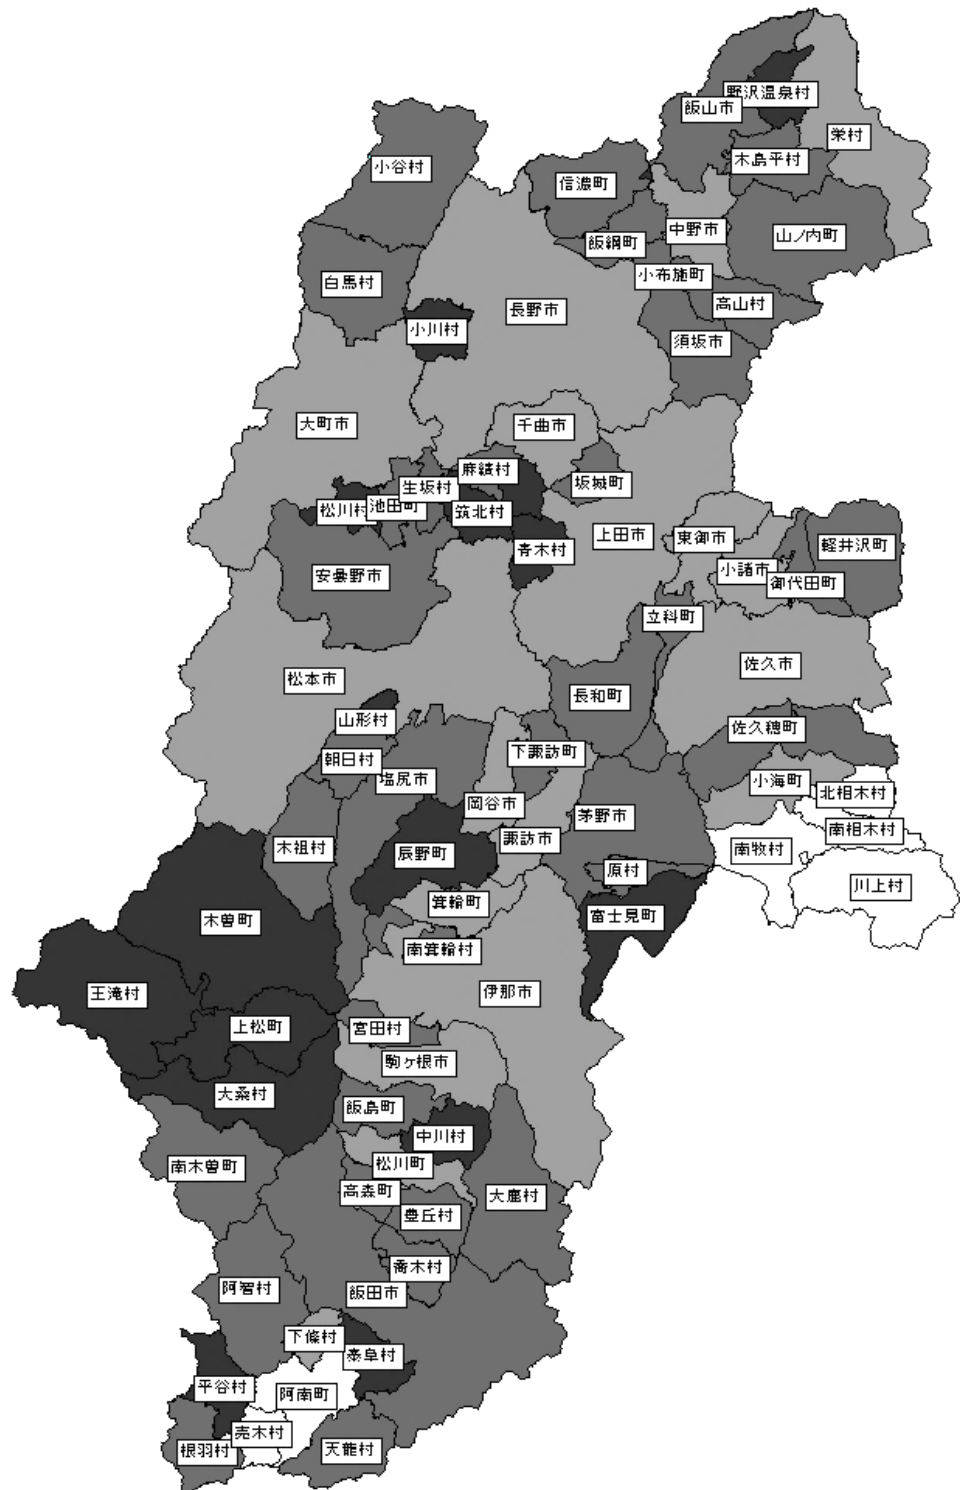 野沢温泉村
飯山市
栄村
木島平村
小谷村
信濃町
中野市
山ノ内町
飯綱町
小布施町
白馬村
高山村
長野市
小川村
須坂市
大町市
千曲市
麻績村
坂城町
生坂村
松川村
池田町
筑北村
上田市
東御市
軽井沢町
青木村
小諸市
安曇野市
御代田町
立科町
佐久市
松本市
長和町
山形村
佐久穂町
下諏訪町
朝日村
塩尻市
小海町
北相木村
岡谷市
茅野市
南相木村
諏訪市
木祖村
辰野町
南牧村
原村
川上村
箕輪町
富士見町
木曽町
南箕輪村
王滝村
伊那市
上松町
宮田村
駒ヶ根市
大桑村
飯島町
中川村
松川町
南木曽町
高森町
大鹿村
豊丘村
喬木村
阿智村
飯田市
下條村
泰阜村
平谷村
阿南町
売木村
根羽村
天龍村